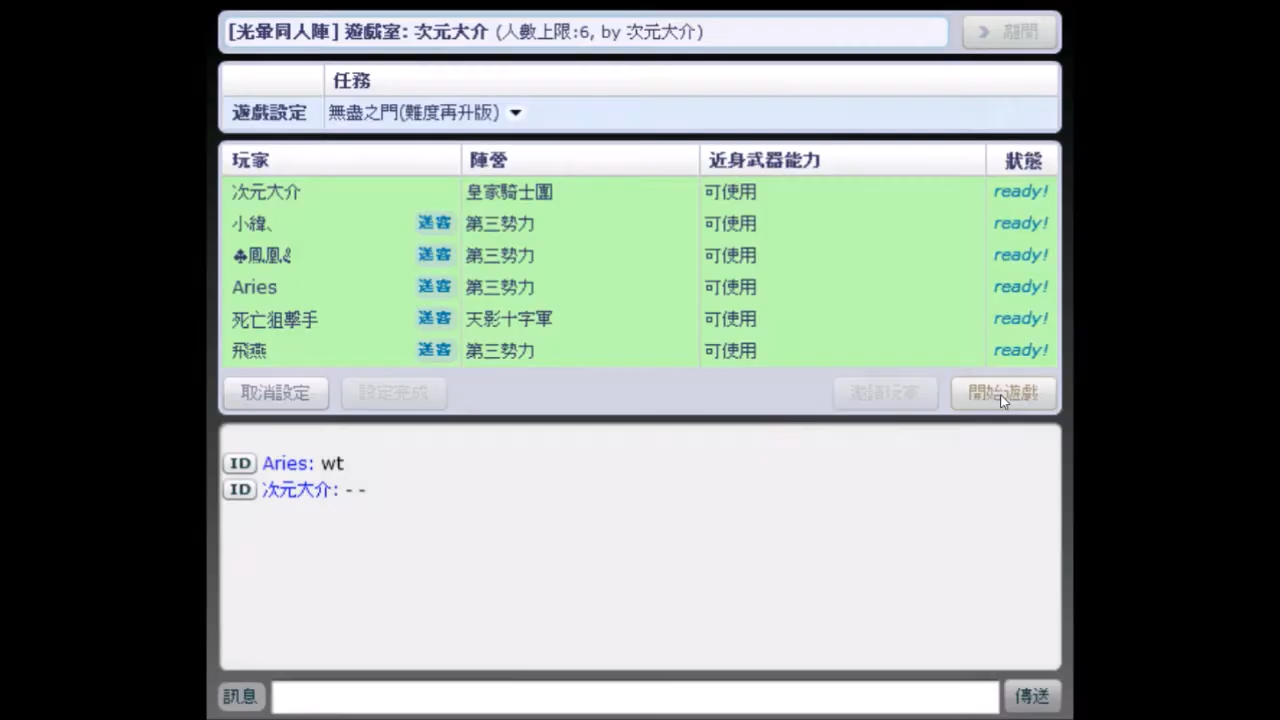 [光暈同人陣] 遊戲室: 次元大介 (人數上限:6, by 次元大介)
離開
任務
遊戲設定 無盡之門(難度再升版)
玩家 陣營 近身武器能力 狀態
次元大介 皇家騎士團 可使用 ready!
小緯、 送客 第三勢力 可使用 ready!
♣鳳凰 送客 第三勢力 可使用 ready!
Aries 送客 第三勢力 可使用 ready!
死亡狙擊手 送客 天影十字軍 可使用 ready!
飛燕 送客 第三勢力 可使用 ready!
取消設定 設定完成 邀請玩家 開始遊戲
ID Aries: wt
ID 次元大介: - -
訊息 傳送